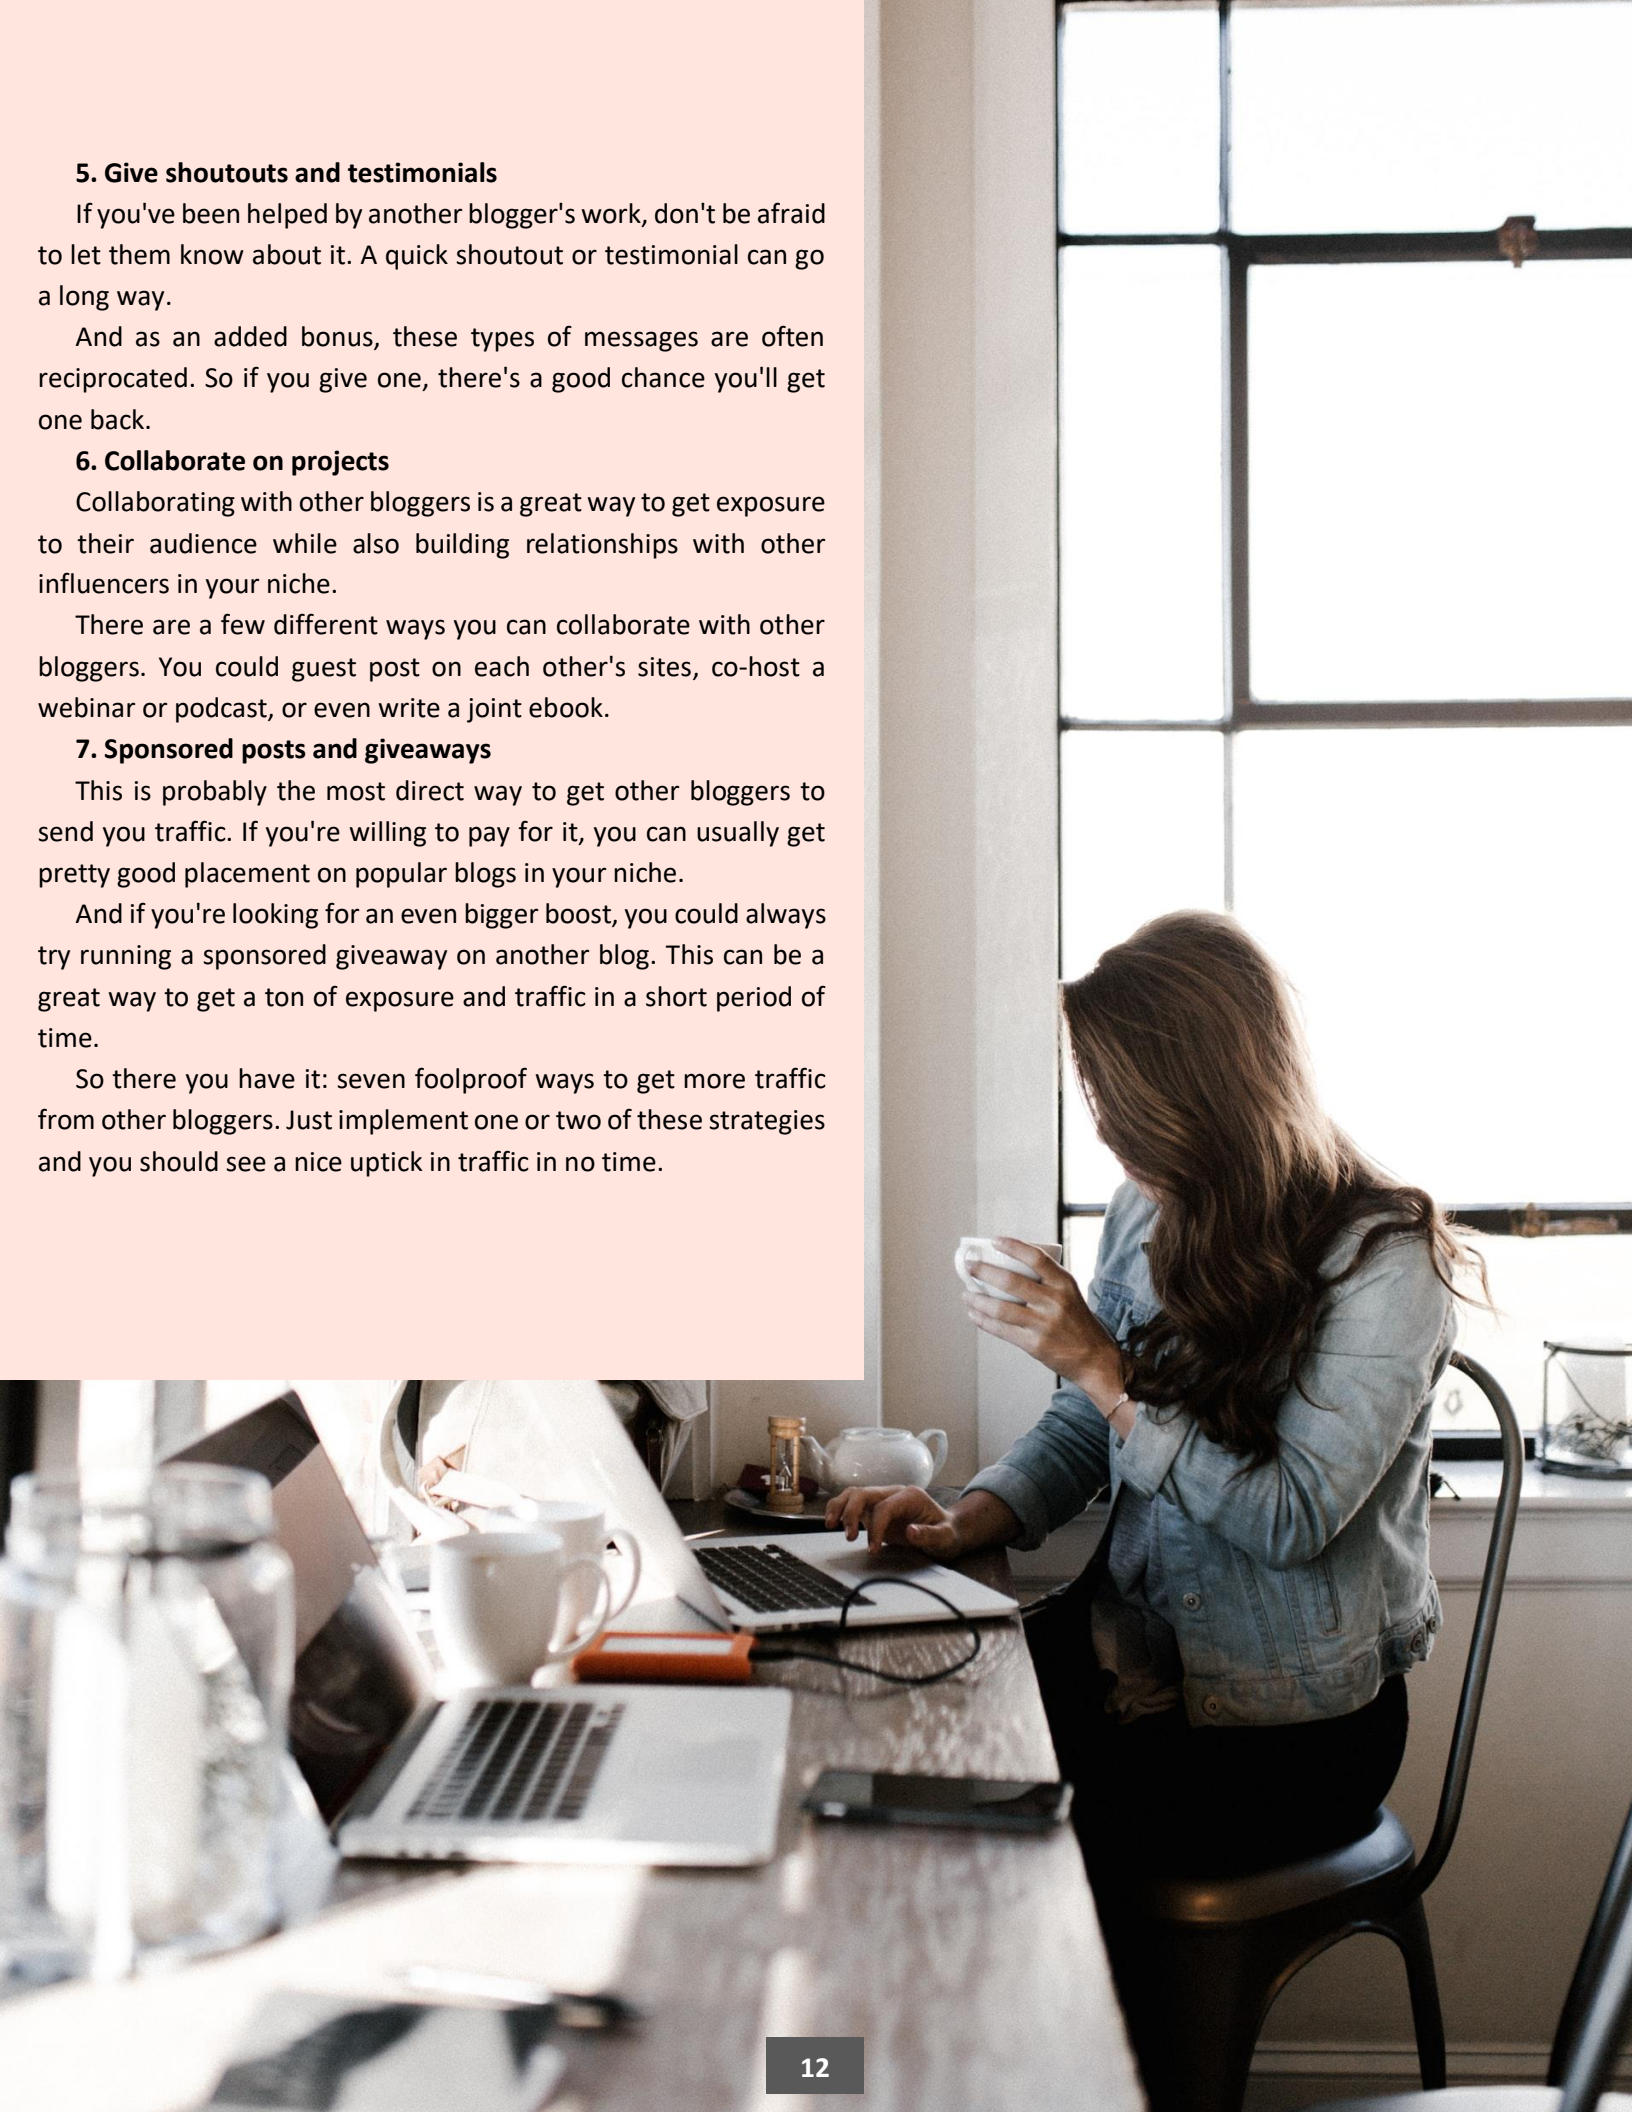 5. Give shoutouts and testimonials
If you've been helped by another blogger's work, don't be afraid
to let them know about it. A quick shoutout or testimonial can go
a long way.
And as an added bonus, these types of messages are often
reciprocated. So if you give one, there's a good chance you'll get
one back.
6. Collaborate on projects
Collaborating with other bloggers is a great way to get exposure
to their audience while also building relationships with other
influencers in your niche.
There are a few different ways you can collaborate with other
bloggers. You could guest post on each other's sites, co-host a
webinar or podcast, or even write a joint ebook.
7. Sponsored posts and giveaways
This is probably the most direct way to get other bloggers to
send you traffic. If you're willing to pay for it, you can usually get
pretty good placement on popular blogs in your niche.
And if you're looking for an even bigger boost, you could always
try running a sponsored giveaway on another blog. This can be a
great way to get a ton of exposure and traffic in a short period of
time.
So there you have it: seven foolproof ways to get more traffic
from other bloggers. Just implement one or two of these strategies
and you should see a nice uptick in traffic in no time.
12